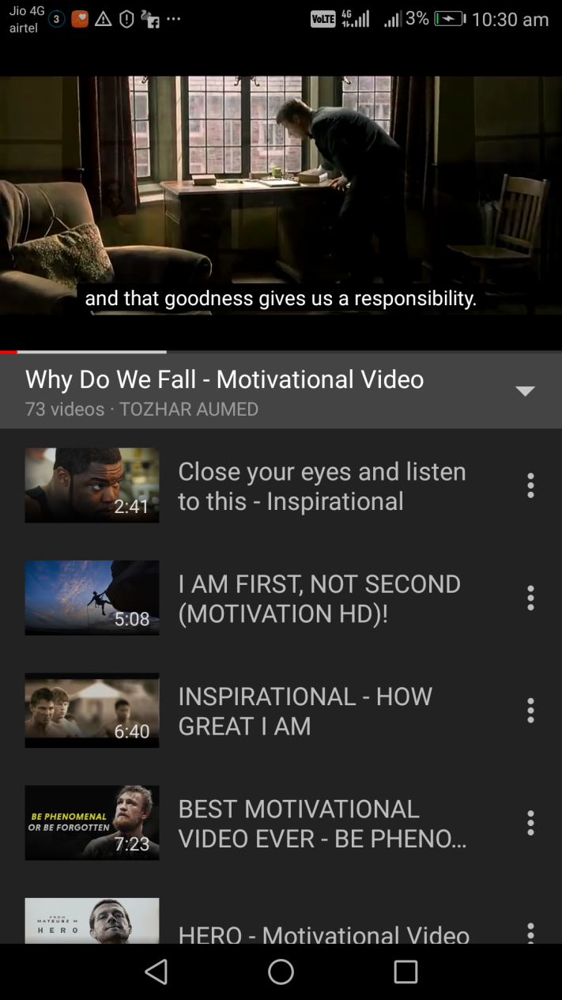 Jio 4G
airtel
3
VoLTE 4G 3% 10:30 am
and that goodness gives us a responsibility.
Why Do We Fall - Motivational Video
73 videos · TOZHAR AUMED
2:41
Close your eyes and listen
to this - Inspirational
5:08
I AM FIRST, NOT SECOND
(MOTIVATION HD)!
6:40
INSPIRATIONAL - HOW
GREAT I AM
BE PHENOMENAL
OR BE FORGOTTEN
7:23
BEST MOTIVATIONAL
VIDEO EVER - BE PHENO...
FROM
MATEUSZ M
HERO
HERO - Motivational Video